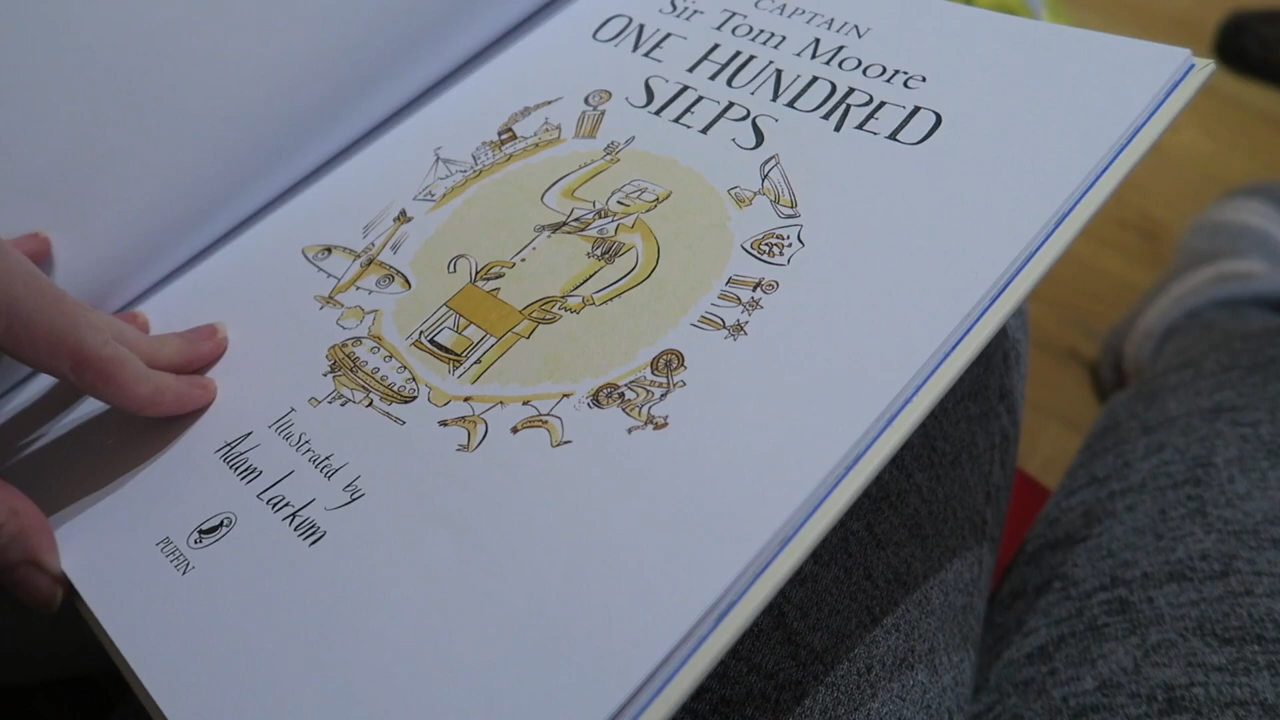 CAPTAIN
Sir Tom Moore
ONE HUNDRED
STEPS
Illustrated by
Adam Larkum
PUFFIN